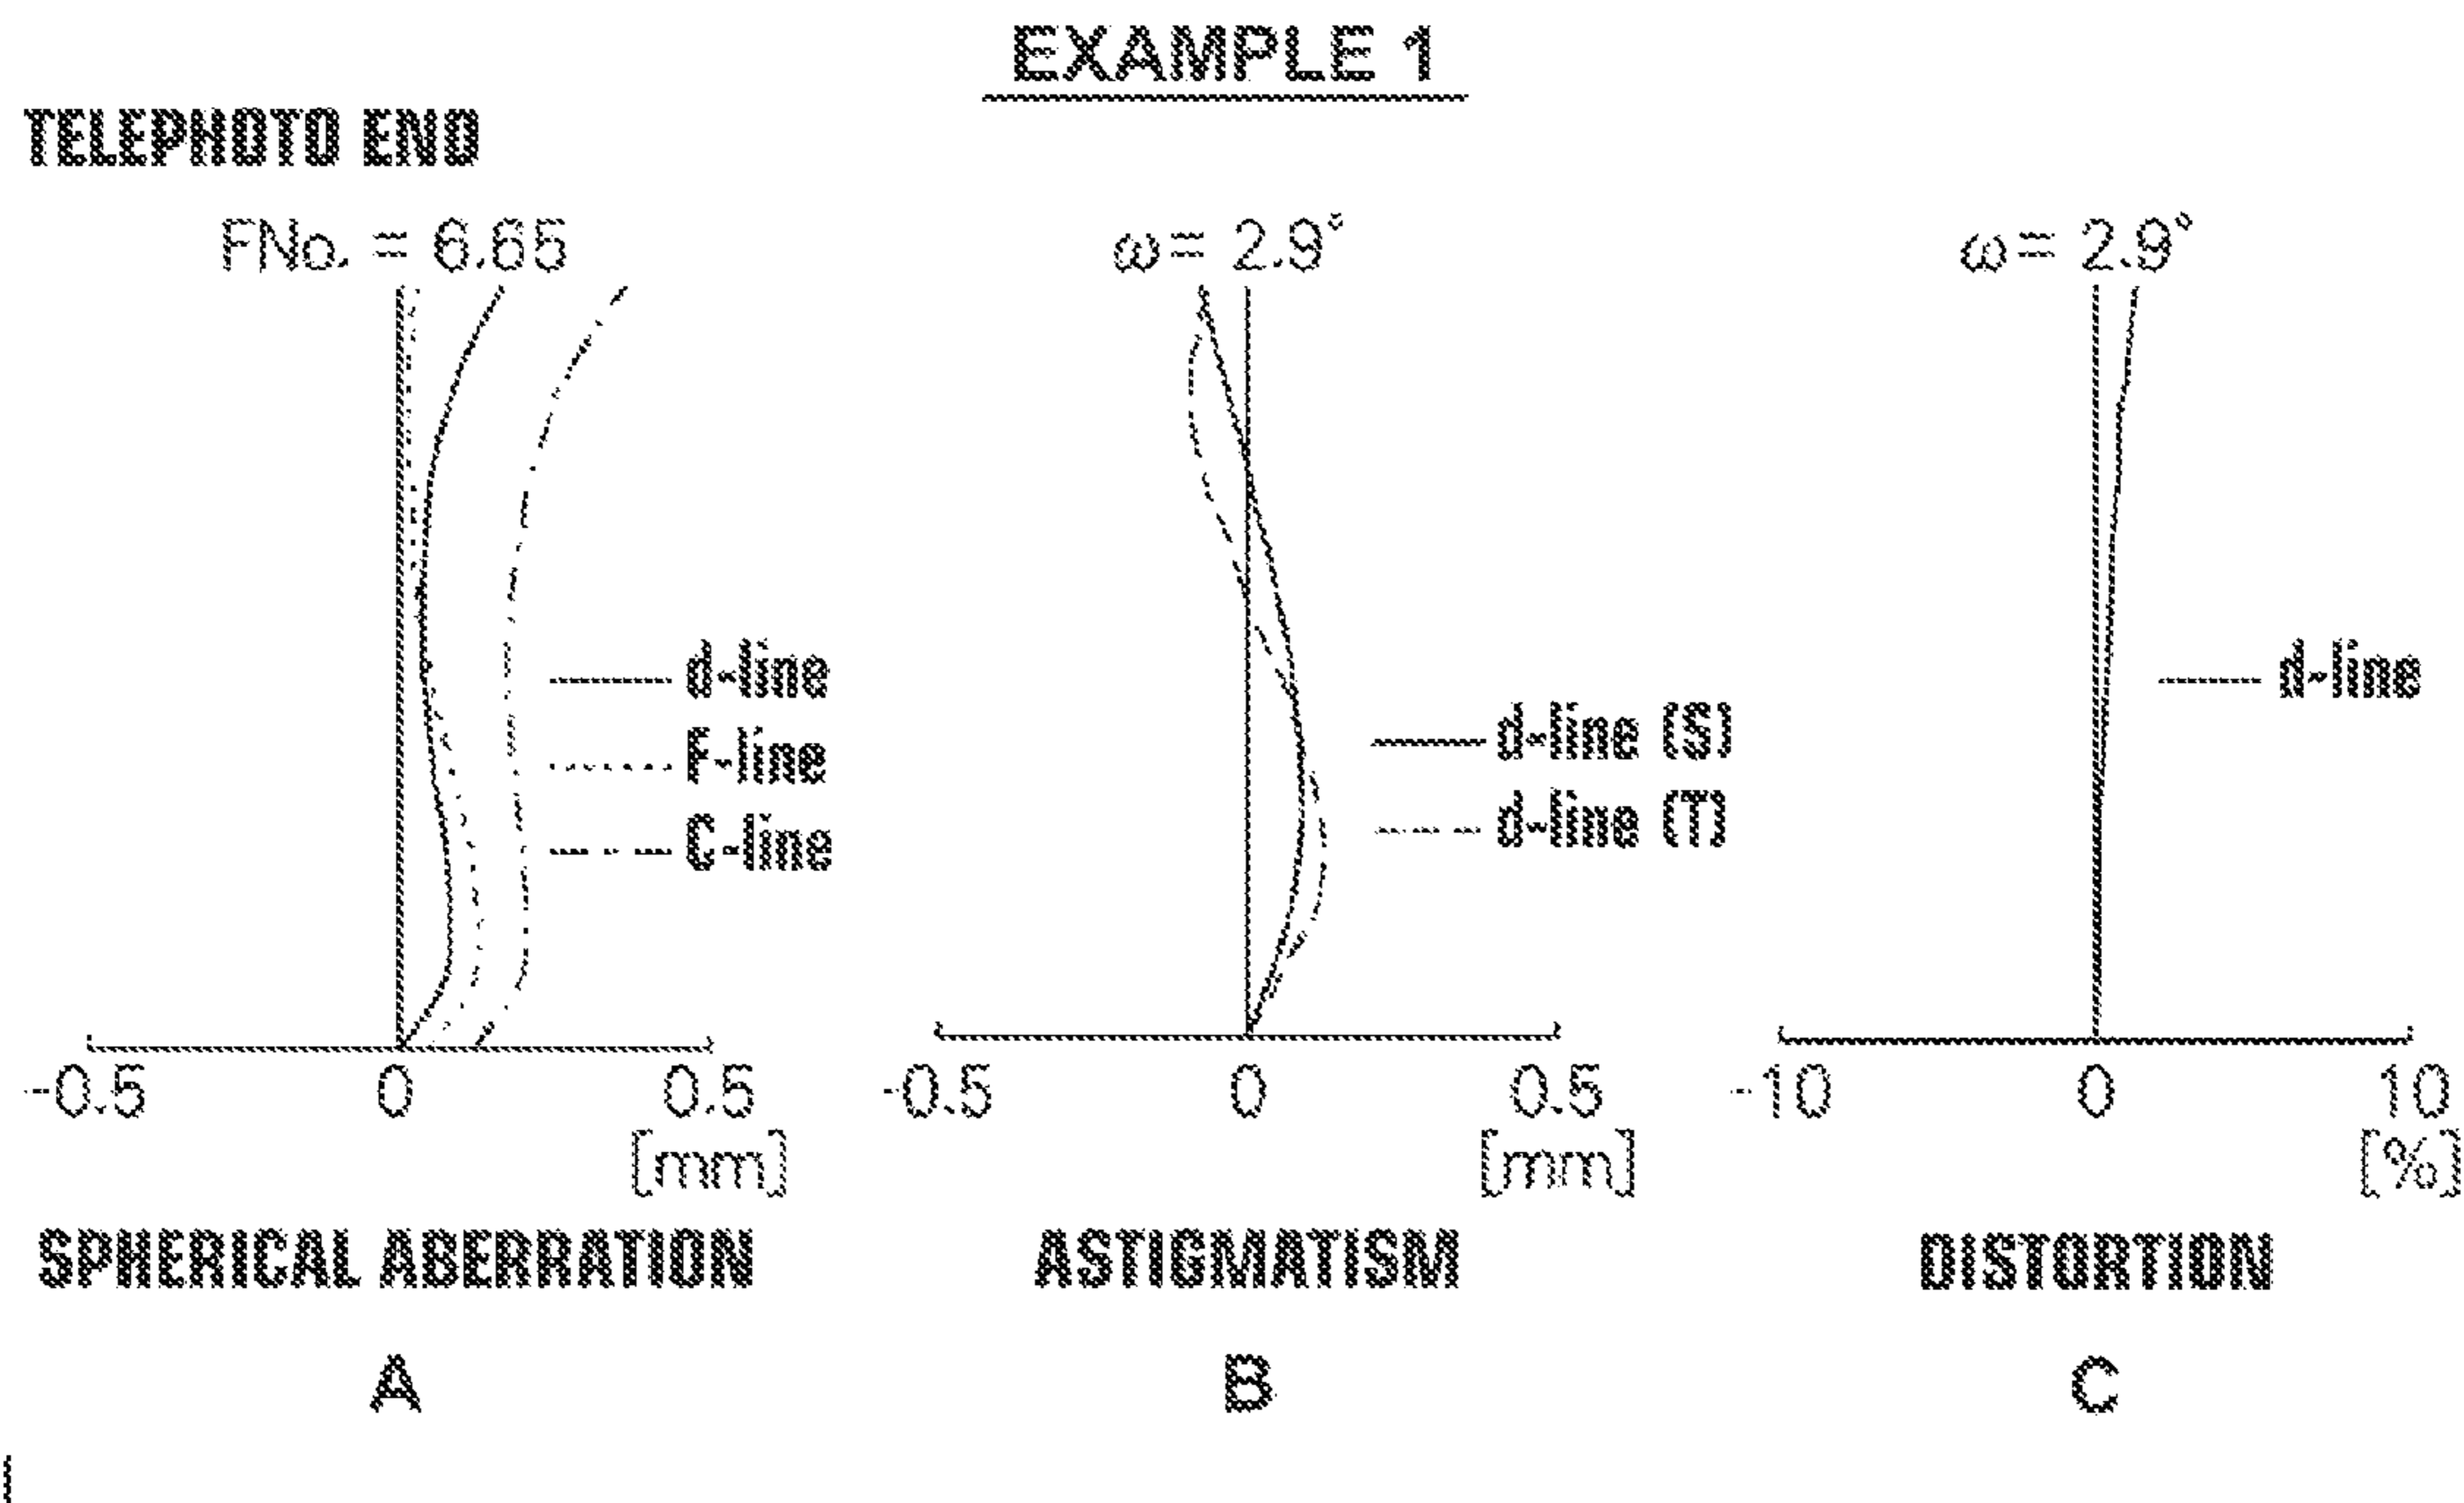 EXAMPLE 1
TELEPHOTO END
FNo. = 6.65
ω = 2.9°
ω = 2.9°
d-line
F-line
C-line
d-line (S)
d-line (T)
d-line
-0.5 0 0.5
[mm]
-0.5 0 0.5
[mm]
-10 0 10
[%]
SPHERICAL ABERRATION
ASTIGMATISM
DISTORTION
A
B
C